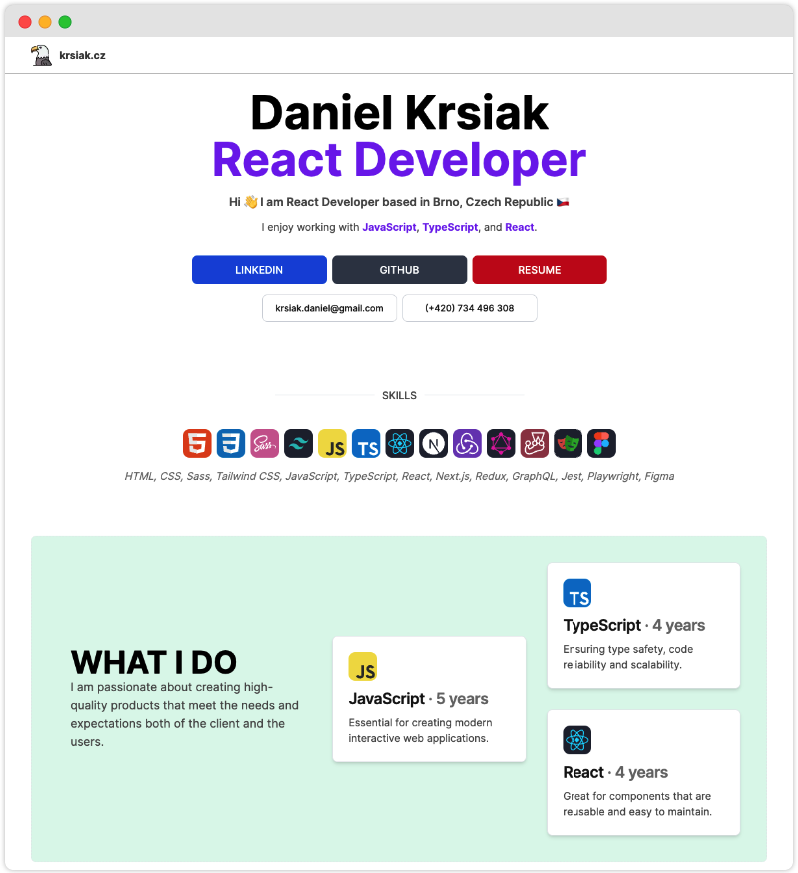 krsiak.cz
Daniel Krsiak
React Developer
Hi 👋 I am React Developer based in Brno, Czech Republic 🇨🇿
I enjoy working with JavaScript, TypeScript, and React.
LINKEDIN
GITHUB
RESUME
krsiak.daniel@gmail.com
(+420) 734 496 308
SKILLS
JS
TS
HTML, CSS, Sass, Tailwind CSS, JavaScript, TypeScript, React, Next.js, Redux, GraphQL, Jest, Playwright, Figma
WHAT I DO
I am passionate about creating high-
quality products that meet the needs and
expectations both of the client and the
users.
JS
JavaScript · 5 years
Essential for creating modern
interactive web applications.
TS
TypeScript · 4 years
Ensuring type safety, code
reliability and scalability.
React · 4 years
Great for components that are
reusable and easy to maintain.